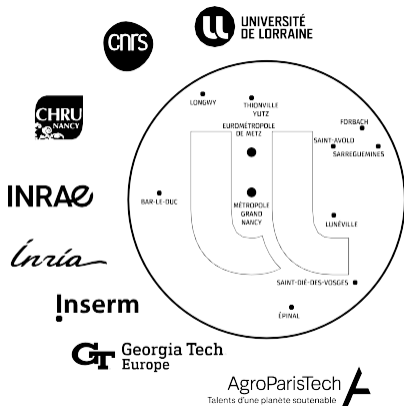 cnrs
UNIVERSITÉ
DE LORRAINE
CHRU
NANCY
INRAE
Inria
Inserm
GT Georgia Tech
Europe
AgroParisTech
Talents d'une planète soutenable
LONGWY
THIONVILLE
YUTZ
EUROMÉTROPOLE
DE METZ
FORBACH
SAINT-AVOLD
SARREGUEMINES
BAR-LE-DUC
MÉTROPOLE
GRAND
NANCY
LUNÉVILLE
SAINT-DIÉ-DES-VOSGES
ÉPINAL